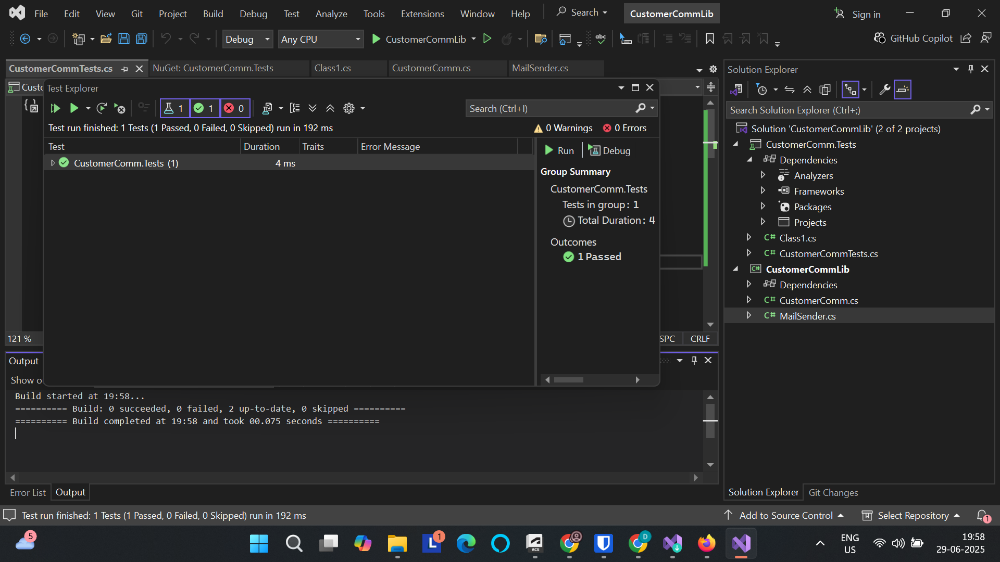 File Edit View Git Project Build Debug Test Analyze Tools Extensions Window Help Search CustomerCommLib Sign in
Debug Any CPU CustomerCommLib abc GitHub Copilot
CustomerCommTests.cs NuGet: CustomerComm.Tests Class1.cs CustomerComm.cs MailSender.cs
Custo
Test Explorer
1 1 0 Search (Ctrl+I)
Test run finished: 1 Tests (1 Passed, 0 Failed, 0 Skipped) run in 192 ms 0 Warnings 0 Errors
Test Duration Traits Error Message
CustomerComm.Tests (1) 4 ms
Run Debug
Group Summary
CustomerComm.Tests
Tests in group: 1
Total Duration: 4
Outcomes
1 Passed
121 % SPC CRLF
Output
Show o
Build started at 19:58...
========== Build: 0 succeeded, 0 failed, 2 up-to-date, 0 skipped ==========
========== Build completed at 19:58 and took 00.075 seconds ==========
Error List Output
Solution Explorer
Search Solution Explorer (Ctrl+;)
Solution 'CustomerCommLib' (2 of 2 projects)
CustomerComm.Tests
Dependencies
Analyzers
Frameworks
Packages
Projects
C# Class1.cs
C# CustomerCommTests.cs
C# CustomerCommLib
Dependencies
C# CustomerComm.cs
C# MailSender.cs
Solution Explorer Git Changes
Test run finished: 1 Tests (1 Passed, 0 Failed, 0 Skipped) run in 192 ms Add to Source Control Select Repository 1
5 L 1 ACS D
ENG
US
19:58
29-06-2025